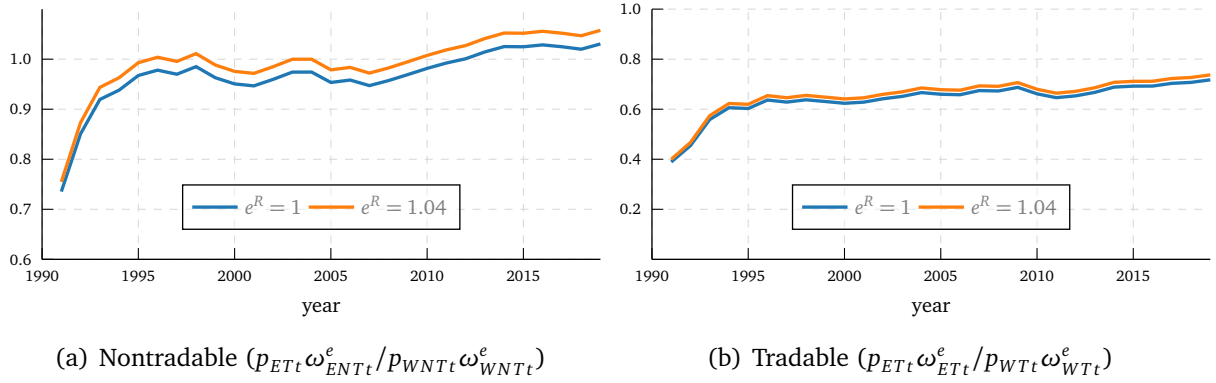 1.0
0.9
0.8
0.7
0.6
1990 1995 2000 2005 2010 2015
e^R = 1 e^R = 1.04
year
(a) Nontradable (p_{ETt} ω^e_{ENTt} / p_{WNTt} ω^e_{WNTt})
1.0
0.8
0.6
0.4
0.2
1990 1995 2000 2005 2010 2015
e^R = 1 e^R = 1.04
year
(b) Tradable (p_{ETt} ω^e_{ETt} / p_{WTt} ω^e_{WTt})